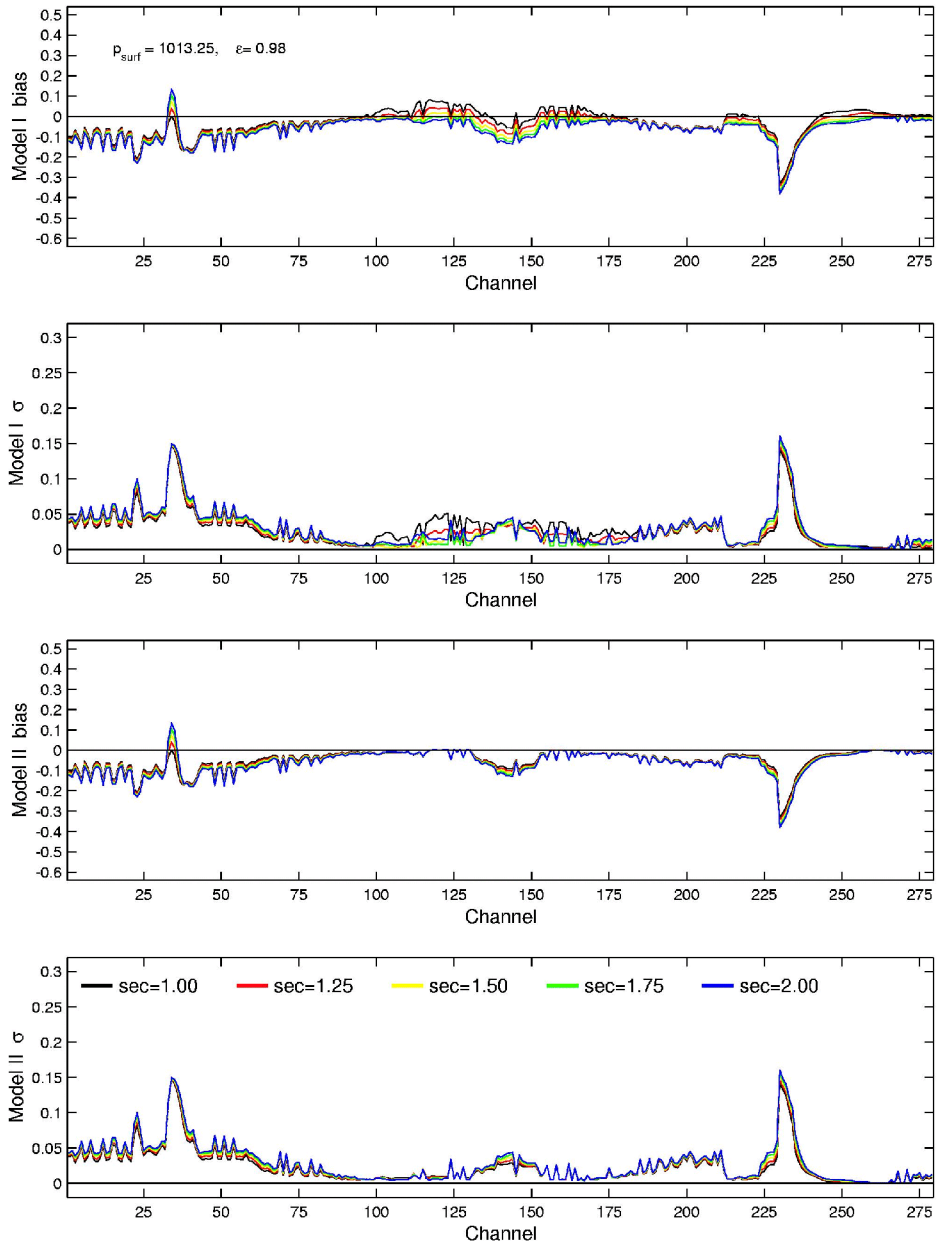 0.5
0.4
0.3
0.2
0.1
0
-0.1
-0.2
-0.3
-0.4
-0.5
-0.6
Model I bias
p_surf = 1013.25, ε= 0.98
25 50 75 100 125 150 175 200 225 250 275
Channel
0.3
0.25
0.2
0.15
0.1
0.05
0
Model I σ
25 50 75 100 125 150 175 200 225 250 275
Channel
0.5
0.4
0.3
0.2
0.1
0
-0.1
-0.2
-0.3
-0.4
-0.5
-0.6
Model II bias
25 50 75 100 125 150 175 200 225 250 275
Channel
0.3
0.25
0.2
0.15
0.1
0.05
0
Model II σ
sec=1.00 sec=1.25 sec=1.50 sec=1.75 sec=2.00
25 50 75 100 125 150 175 200 225 250 275
Channel